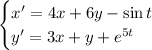 x′ = 4x + 6y − sin t
y′ = 3x + y + e^{5t}